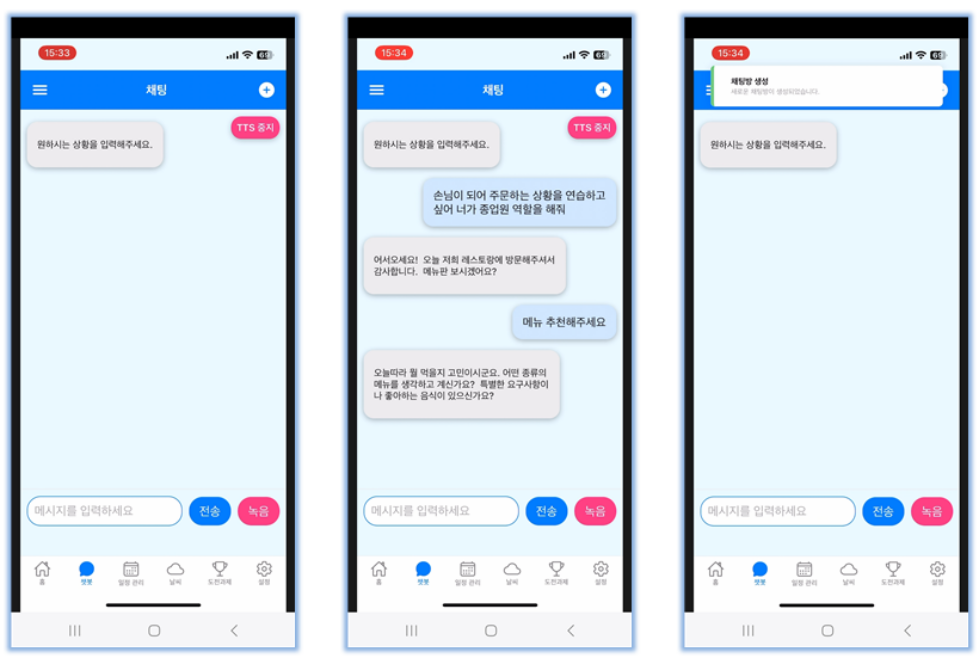 15:33
69
채팅
TTS 중지
원하시는 상황을 입력해주세요.
메시지를 입력하세요
전송
녹음
홈
챗봇
일정 관리
날씨
도전과제
설정
15:34
69
채팅
TTS 중지
원하시는 상황을 입력해주세요.
손님이 되어 주문하는 상황을 연습하고
싶어 너가 종업원 역할을 해줘
어서오세요! 오늘 저희 레스토랑에 방문해주셔서
감사합니다. 메뉴판 보시겠어요?
메뉴 추천해주세요
오늘따라 뭘 먹을지 고민이시군요. 어떤 종류의
메뉴를 생각하고 계신가요? 특별한 요구사항이
나 좋아하는 음식이 있으신가요?
메시지를 입력하세요
전송
녹음
홈
챗봇
일정 관리
날씨
도전과제
설정
15:34
69
채팅방 생성
새로운 채팅방이 생성되었습니다.
원하시는 상황을 입력해주세요.
메시지를 입력하세요
전송
녹음
홈
챗봇
일정 관리
날씨
도전과제
설정